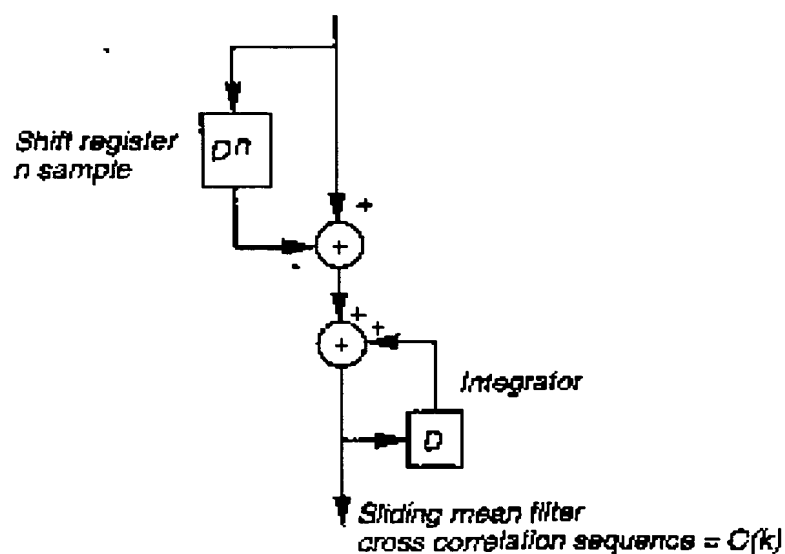 Shift register
n sample
Dⁿ
+
+
-
+
+
+
Integrator
D
Sliding mean filter
cross correlation sequence = C(k)